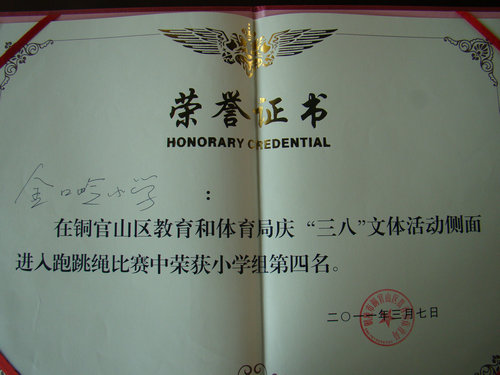 荣誉证书
HONORARY CREDENTIAL
金口岭小学：
在铜官山区教育和体育局庆“三八”文体活动侧面
进入跑跳绳比赛中荣获小学组第四名。
二〇一一年三月七日